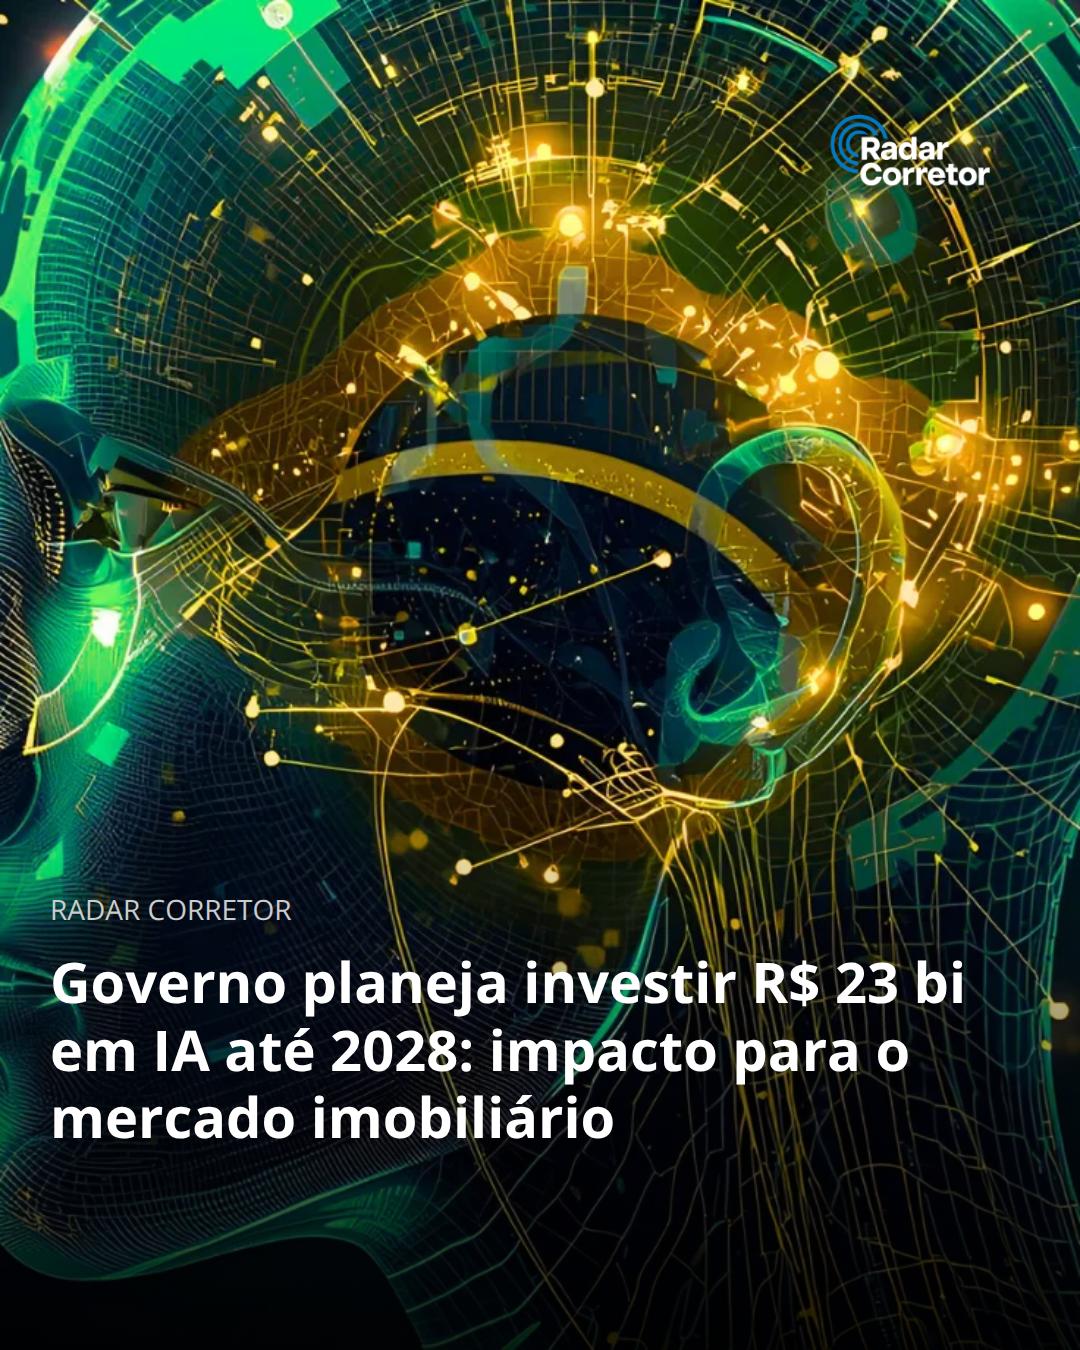 Radar
Corretor
RADAR CORRETOR
Governo planeja investir R$ 23 bi
em IA até 2028: impacto para o
mercado imobiliário